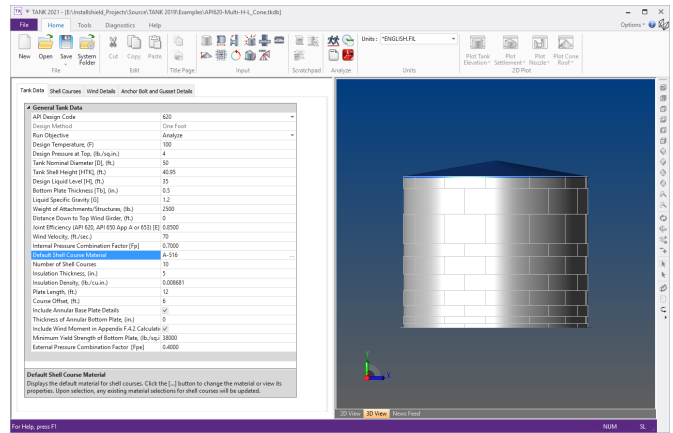 TANK 2021 - [E:\Installshield_Projects\Source\TANK 2019\Examples\API620-Multi-H-L_Cone.tkdb]
File Home Tools Diagnostics Help Options
New Open Save System Folder Cut Copy Paste
Units: *ENGLISH.FIL
Plot Tank Elevation Plot Settlement Plot Nozzle Plot Cone Roof
File Edit Title Page Input Scratchpad Analyze Units 2D Plot
Tank Data Shell Courses Wind Details Anchor Bolt and Gusset Details
General Tank Data
API Design Code 620
Design Method One Foot
Run Objective Analyze
Design Temperature, (F) 100
Design Pressure at Top, (lb./sq.in.) 4
Tank Nominal Diameter [D], (ft.) 50
Tank Shell Height [HTK], (ft.) 40.95
Design Liquid Level [H], (ft.) 35
Bottom Plate Thickness [Tb], (in.) 0.5
Liquid Specific Gravity [G] 1.2
Weight of Attachments/Structures, (lb.) 2500
Distance Down to Top Wind Girder, (ft.) 0
Joint Efficiency (API 620, API 650 App A or 653) [E] 0.8500
Wind Velocity, (ft./sec.) 70
Internal Pressure Combination Factor [Fp] 0.7000
Default Shell Course Material A-516 ...
Number of Shell Courses 10
Insulation Thickness, (in.) 5
Insulation Density, (lb./cu.in.) 0.008681
Plate Length, (ft.) 12
Course Offset, (ft.) 6
Include Annular Base Plate Details
Thickness of Annular Bottom Plate, (in.) 0
Include Wind Moment in Appendix F.4.2 Calculati
Minimum Yield Strength of Bottom Plate, (lb./sq.i 38000
External Pressure Combination Factor [Fpe] 0.4000
Default Shell Course Material
Displays the default material for shell courses. Click the [...] button to change the material or view its
properties. Upon selection, any existing material selections for shell courses will be updated.
Y
X
2D View 3D View News Feed
For Help, press F1 NUM SL